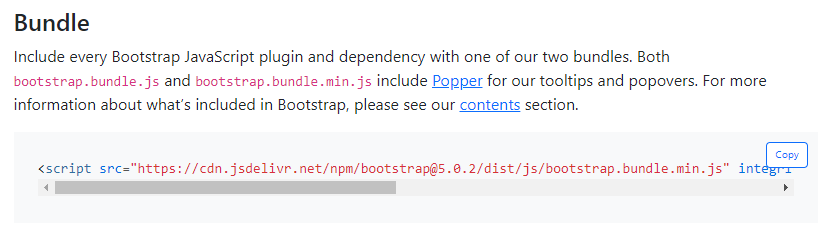 Bundle
Include every Bootstrap JavaScript plugin and dependency with one of our two bundles. Both
bootstrap.bundle.js and bootstrap.bundle.min.js include Popper for our tooltips and popovers. For more
information about what’s included in Bootstrap, please see our contents section.
Copy
<script src="https://cdn.jsdelivr.net/npm/bootstrap@5.0.2/dist/js/bootstrap.bundle.min.js" integri